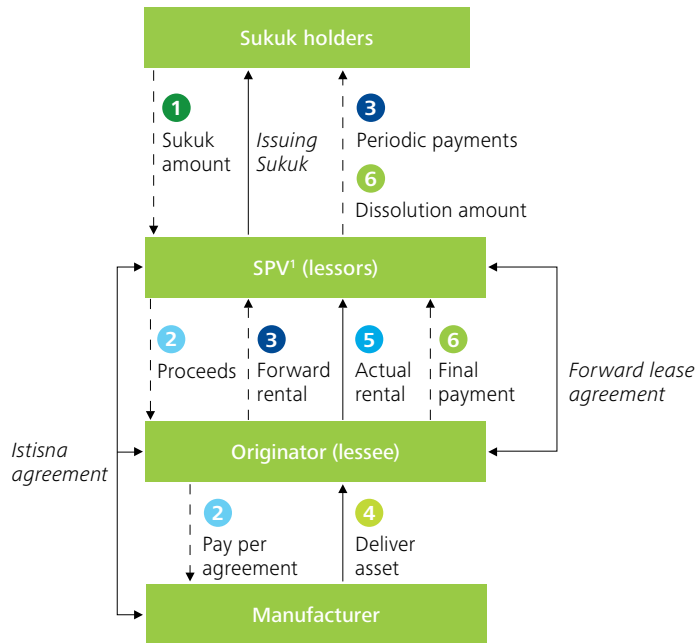 Sukuk holders
1
Sukuk
amount
Issuing
Sukuk
3
Periodic payments
6
Dissolution amount
SPV¹ (lessors)
2
Proceeds
3
Forward
rental
5
Actual
rental
6
Final
payment
Forward lease
agreement
Istisna
agreement
Originator (lessee)
2
Pay per
agreement
4
Deliver
asset
Manufacturer